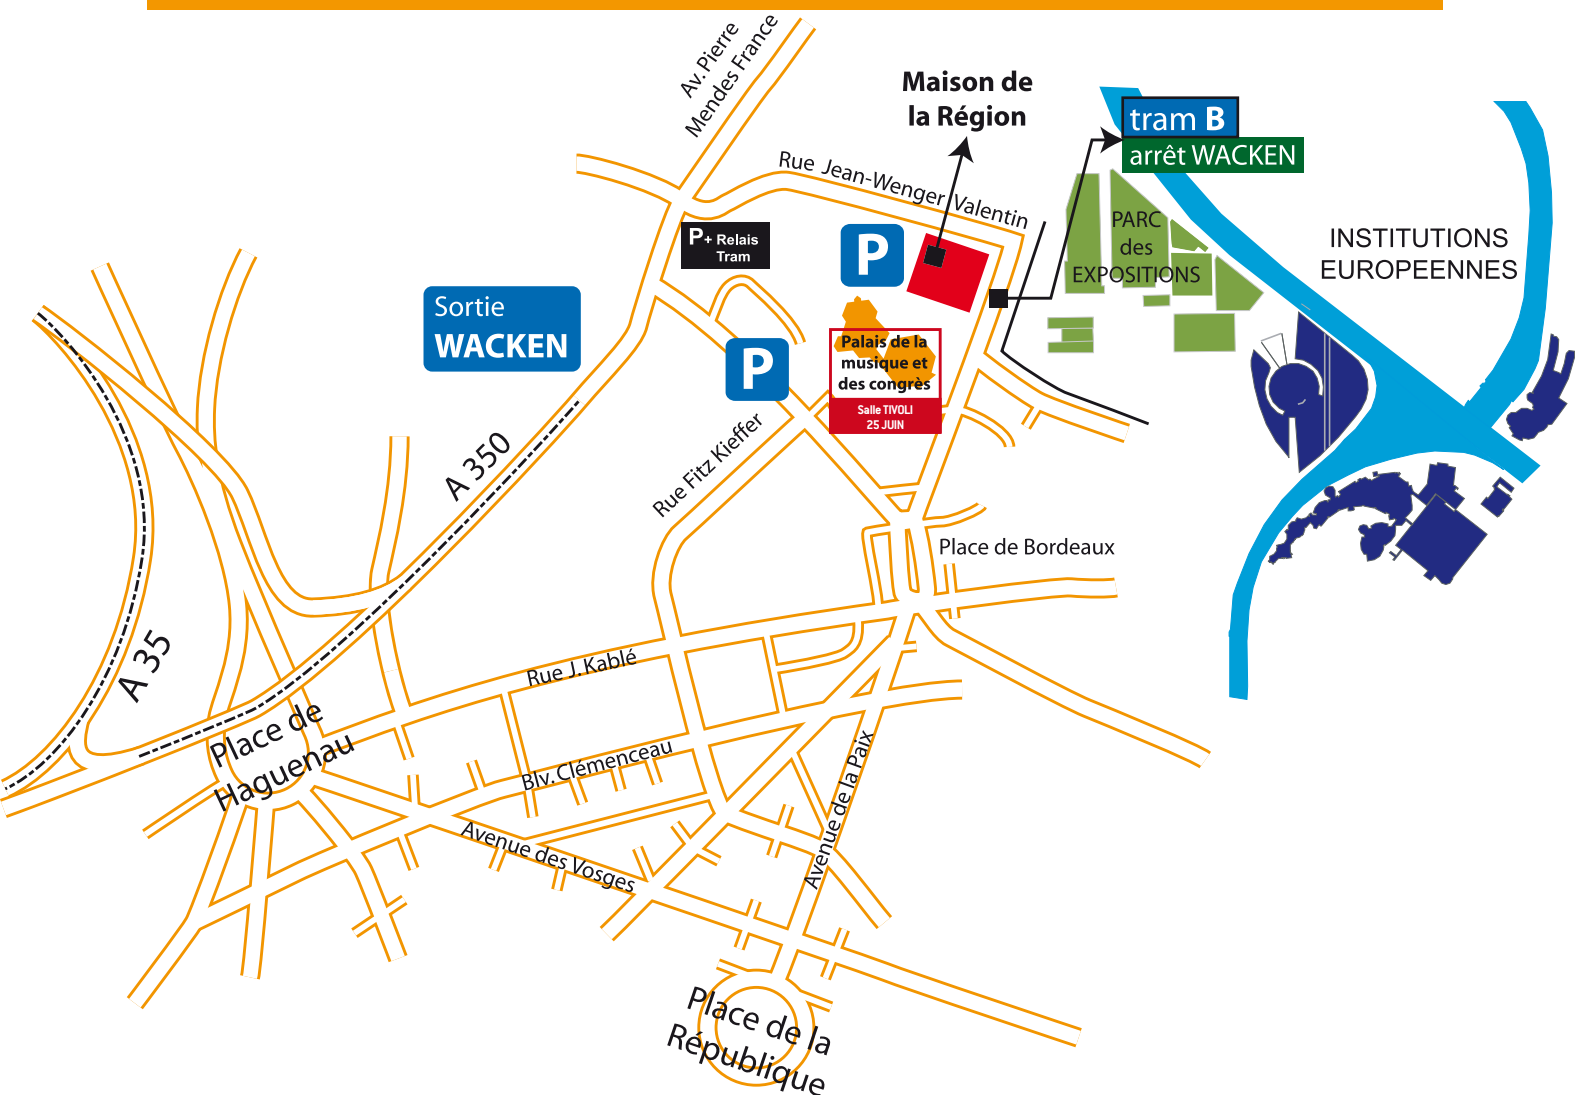 Av. Pierre
Mendes France
Maison de
la Région
tram B
arrêt WACKEN
Rue Jean-Wenger Valentin
P+ Relais
Tram
P
PARC
des
EXPOSITIONS
INSTITUTIONS
EUROPEENNES
Sortie
WACKEN
P
Palais de la
musique et
des congrès
Salle TIVOLI
25 JUIN
A 350
Rue Fitz Kieffer
Place de Bordeaux
A 35
Rue J. Kablé
Place de
Haguenau
Blv. Clémenceau
Avenue de la Paix
Avenue des Vosges
Place de la
République